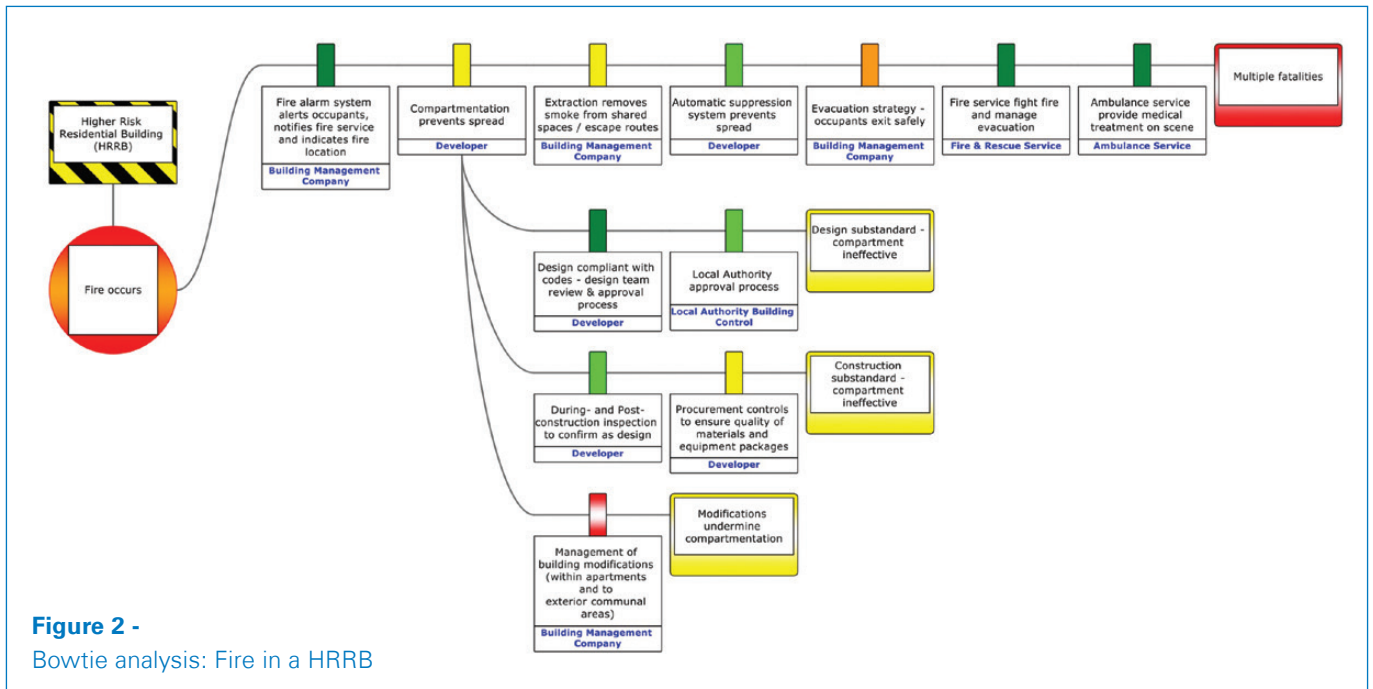 Higher Risk
Residential Building
(HRRB)
Fire occurs
Fire alarm system
alerts occupants,
notifies fire service
and indicates fire
location
Building Management
Company
Compartmentation
prevents spread
Developer
Extraction removes
smoke from shared
spaces / escape routes
Building Management
Company
Automatic suppression
system prevents
spread
Developer
Evacuation strategy -
occupants exit safely
Building Management
Company
Fire service fight fire
and manage
evacuation
Fire & Rescue Service
Ambulance service
provide medical
treatment on scene
Ambulance Service
Multiple fatalities
Design compliant with
codes - design team
review & approval
process
Developer
Local Authority
approval process
Local Authority Building
Control
Design substandard -
compartment
ineffective
During- and Post-
construction inspection
to confirm as design
Developer
Procurement controls
to ensure quality of
materials and
equipment packages
Developer
Construction
substandard -
compartment
ineffective
Management of
building modifications
(within apartments
and to
exterior communal
areas)
Building Management
Company
Modifications
undermine
compartmentation
Figure 2 -
Bowtie analysis: Fire in a HRRB